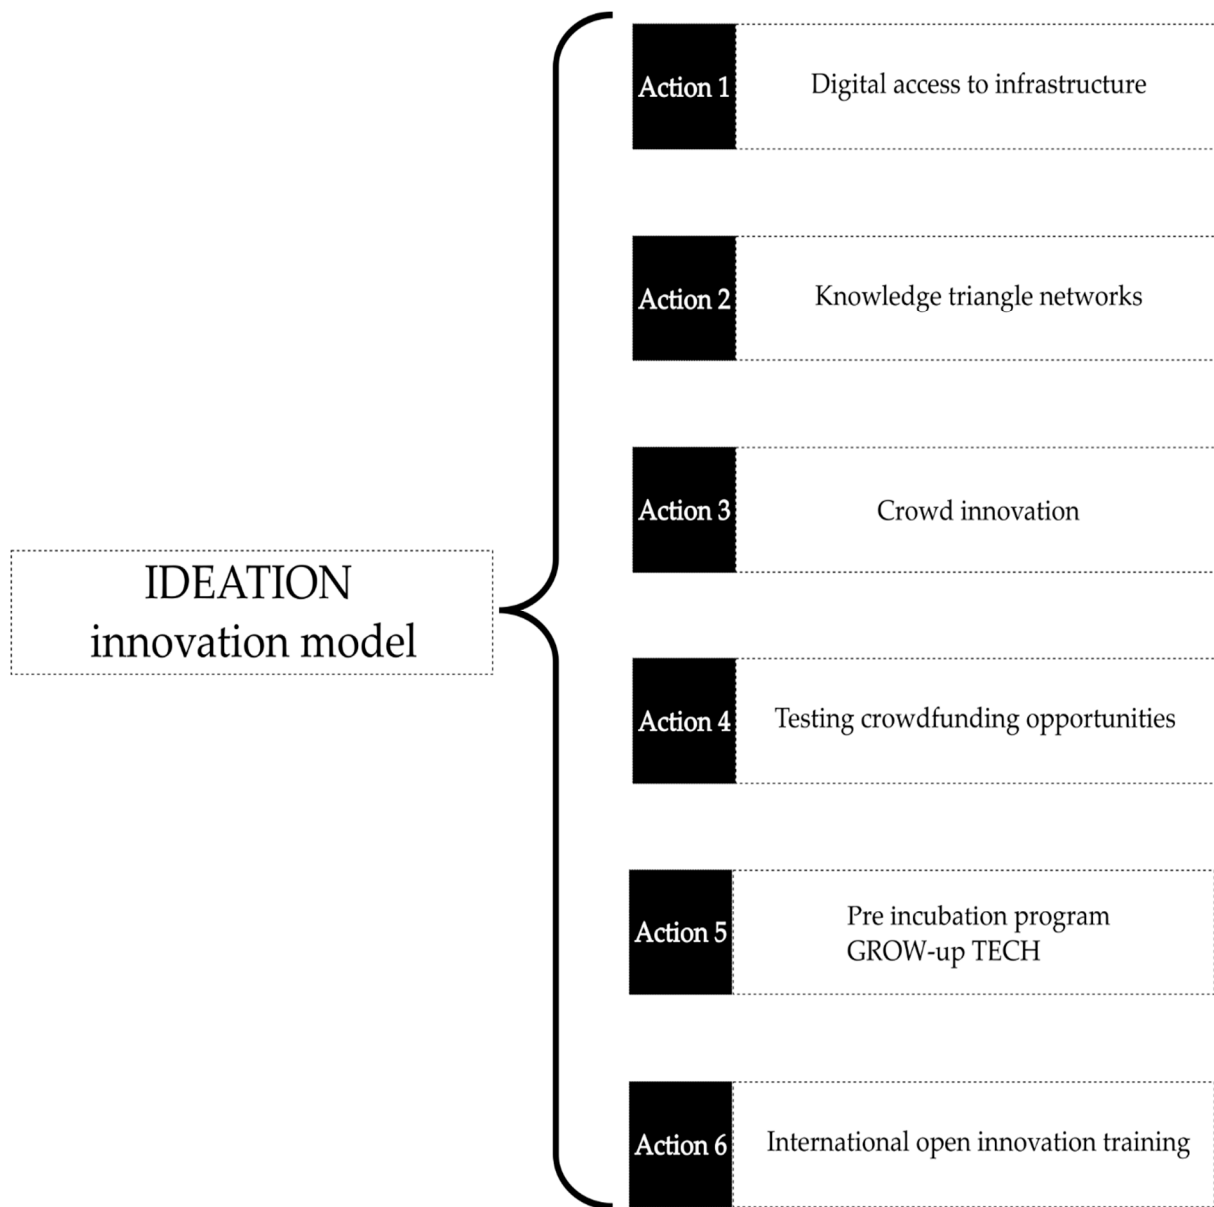 Action 1
Digital access to infrastructure
Action 2
Knowledge triangle networks
Action 3
Crowd innovation
IDEATION
innovation model
Action 4
Testing crowdfunding opportunities
Action 5
Pre incubation program
GROW-up TECH
Action 6
International open innovation training